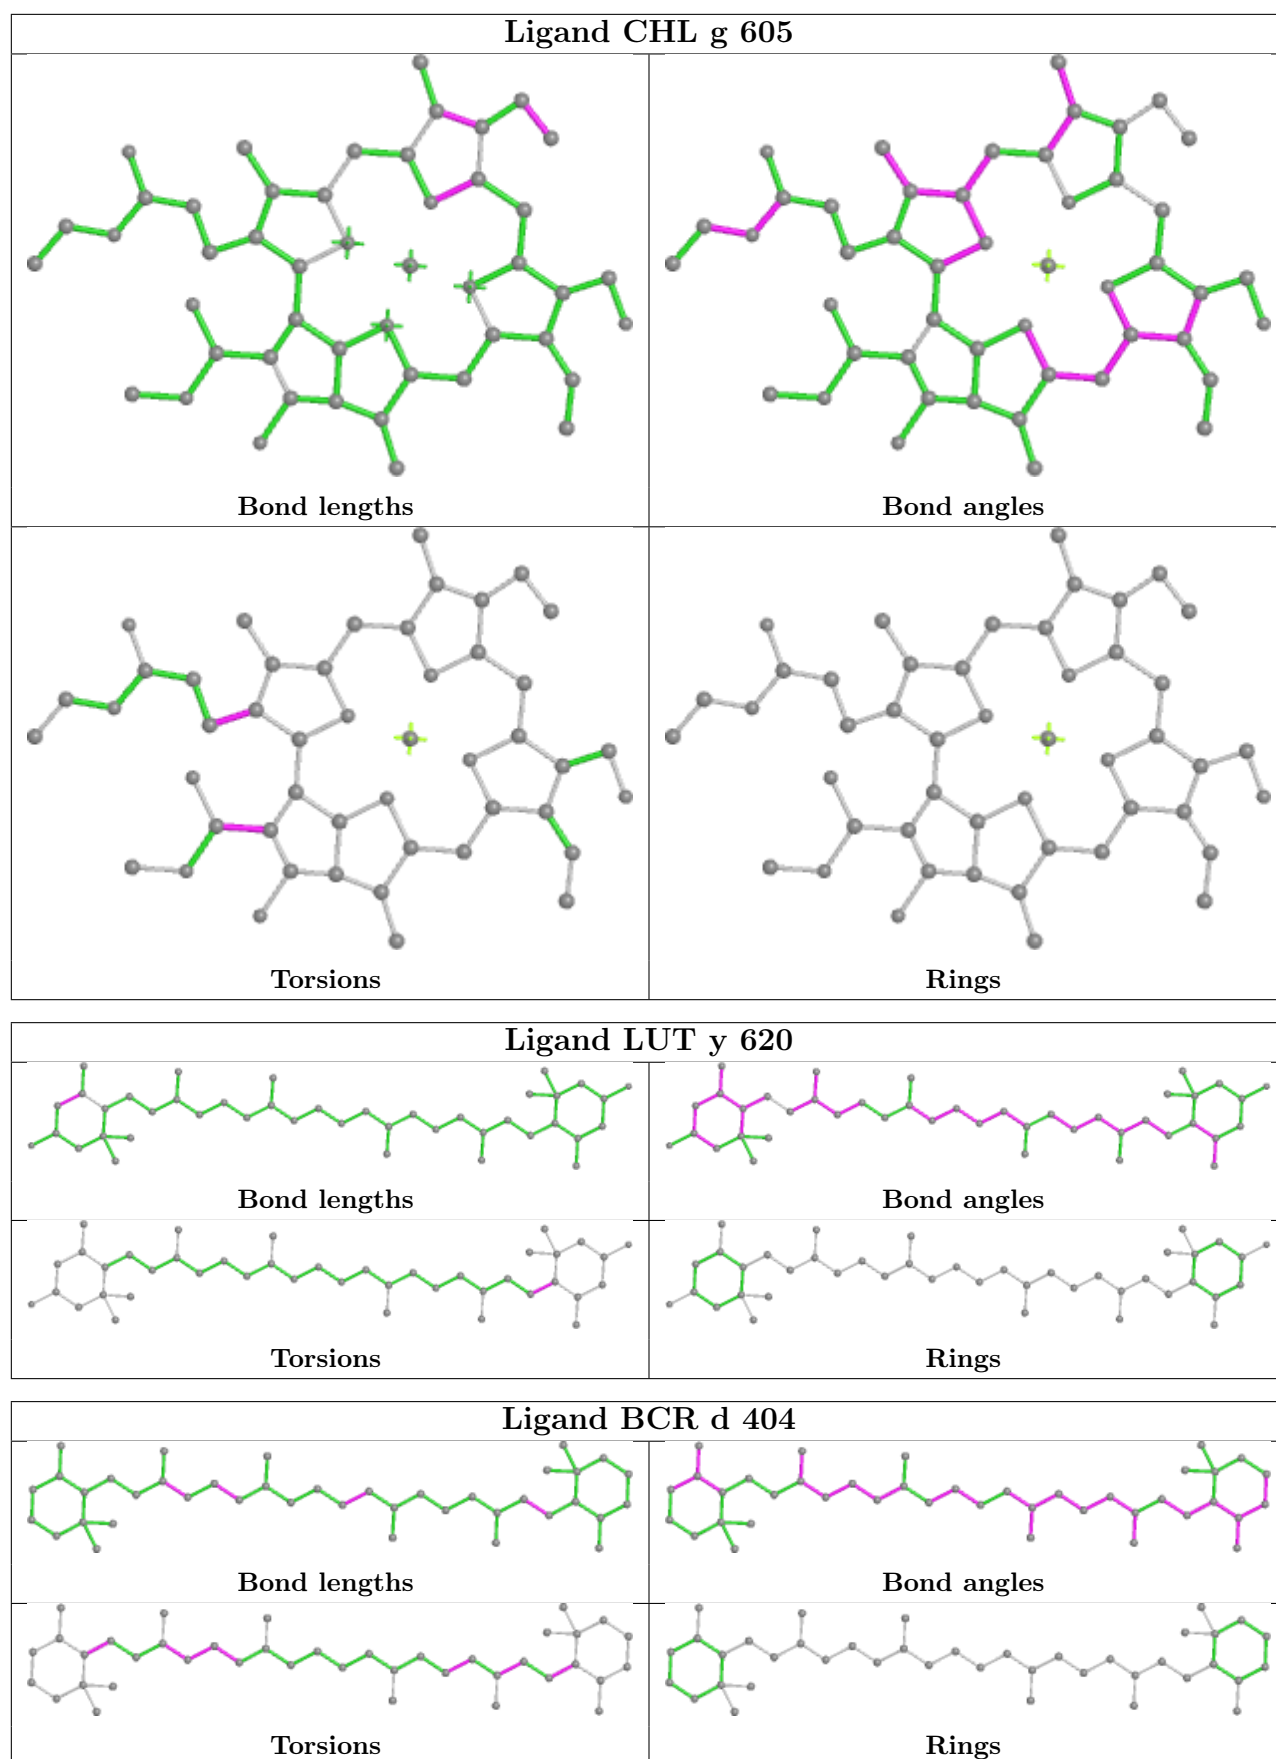 Ligand CHL g 605
Bond lengths
Bond angles
Torsions
Rings
Ligand LUT y 620
Bond lengths
Bond angles
Torsions
Rings
Ligand BCR d 404
Bond lengths
Bond angles
Torsions
Rings